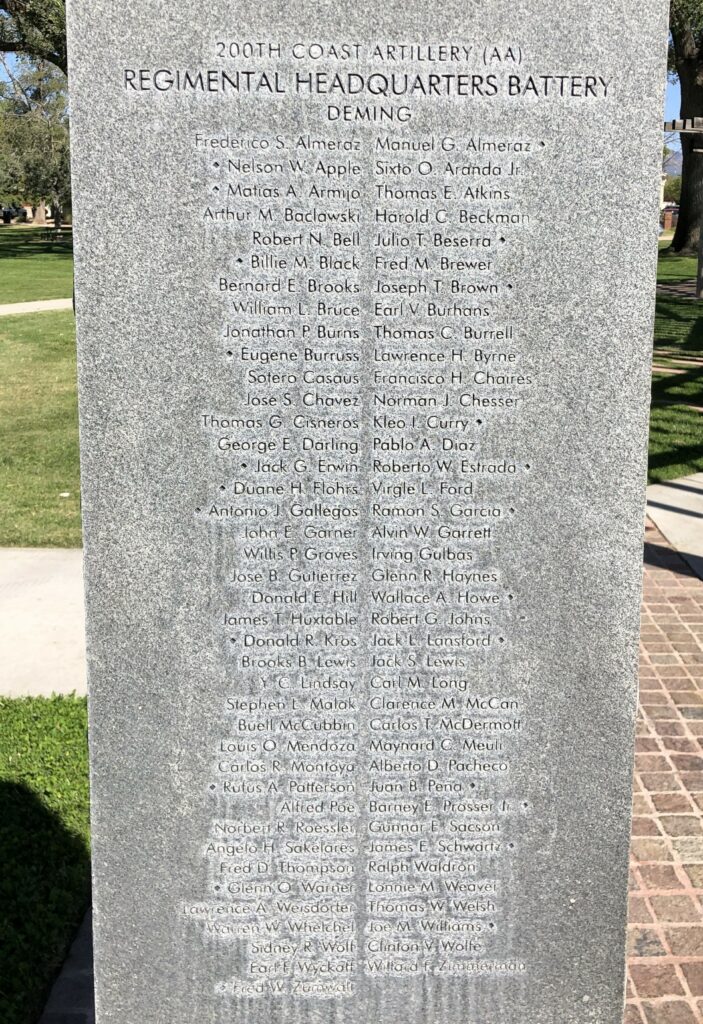 200TH COAST ARTILLERY (AA)
REGIMENTAL HEADQUARTERS BATTERY
DEMING
Frederico S. Almeraz Manuel G. Almeraz •
• Nelson W. Apple Sixto O. Aranda Jr.
• Matias A. Armijo Thomas E. Atkins
Arthur M. Baclawski Harold C. Beckman
Robert N. Bell Julio T. Beserra •
• Billie M. Black Fred M. Brewer
Bernard E. Brooks Joseph T. Brown •
William L. Bruce Earl V. Burhans
Jonathan P. Burns Thomas C. Burrell
• Eugene Burruss Lawrence H. Byrne
Sotero Casaus Francisco H. Chaires
Jose S. Chavez Norman J. Chesser
Thomas G. Cisneros Kleo I. Curry •
George E. Darling Pablo A. Diaz
• Jack G. Erwin Roberto W. Estrada •
• Duane H. Flohrs Virgle L. Ford
• Antonio J. Gallegos Ramon S. Garcia •
John E. Garner Alvin W. Garrett
Willis P. Graves Irving Gulbas
Jose B. Gutierrez Glenn R. Haynes
• Donald E. Hill Wallace A. Howe •
James T. Huxtable Robert G. Johns
• Donald R. Kros Jack L. Lansford •
Brooks B. Lewis Jack S. Lewis
Y. C. Lindsay Carl M. Long
Stephen L. Malak Clarence M. McCan
Buell McCubbin Carlos T. McDermott
Louis O. Mendoza Maynard C. Meuli
Carlos R. Montoya Alberto D. Pacheco
• Rufus A. Patterson Juan B. Pena •
Alfred Poe Barney E. Prosser Jr. •
Norbert R. Roessler Gunnar E. Sacson
Angelo H. Sakelares James E. Schwartz •
Fred D. Thompson Ralph Waldron
• Glenn O. Warner Lonnie M. Weaver
Lawrence A. Weisdorfer Thomas W. Welsh
Warren W. Whelchel Joe M. Williams •
Sidney R. Wolf Clinton V. Wolfe
Earl F. Wyckoff Willard F. Zimmerman
• Fred W. Zumwalt